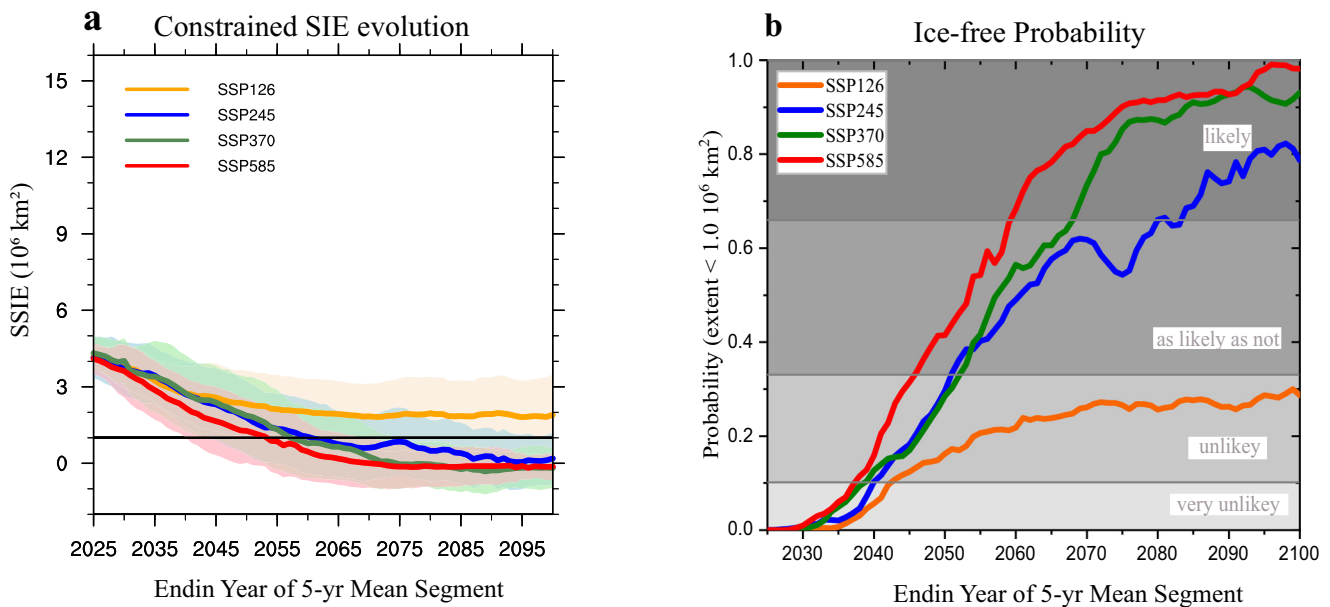 a
Constrained SIE evolution
SSIE (10⁶ km²)
15
12
9
6
3
0
SSP126
SSP245
SSP370
SSP585
2025 2035 2045 2055 2065 2075 2085 2095
Endin Year of 5-yr Mean Segment
b
Ice-free Probability
Probability (extent < 1.0 10⁶ km²)
1.0
0.8
0.6
0.4
0.2
0.0
SSP126
SSP245
SSP370
SSP585
likely
as likely as not
unlikey
very unlikey
2030 2040 2050 2060 2070 2080 2090 2100
Endin Year of 5-yr Mean Segment